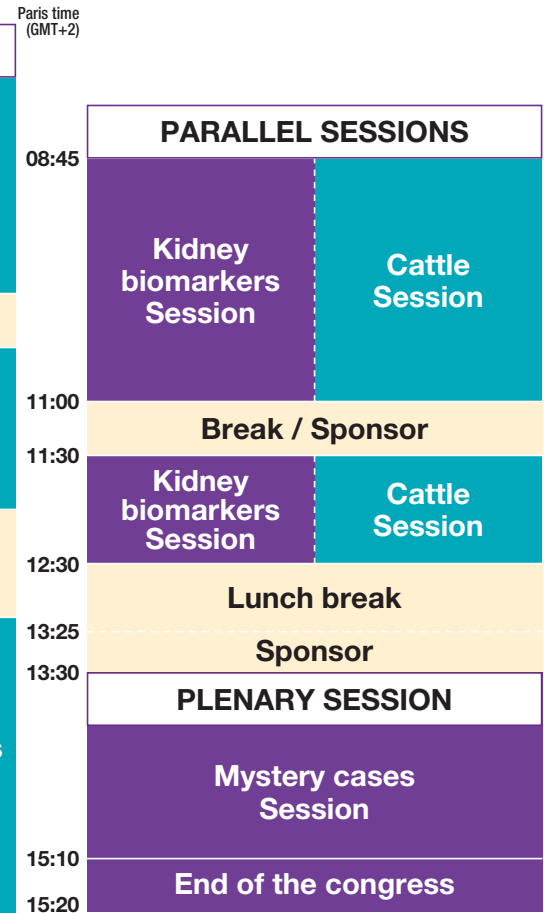 Paris time
(GMT+2)
PARALLEL SESSIONS
08:45
Kidney
biomarkers
Session
Cattle
Session
11:00
Break / Sponsor
11:30
Kidney
biomarkers
Session
Cattle
Session
12:30
Lunch break
13:25
Sponsor
13:30
PLENARY SESSION
Mystery cases
Session
15:10
End of the congress
15:20